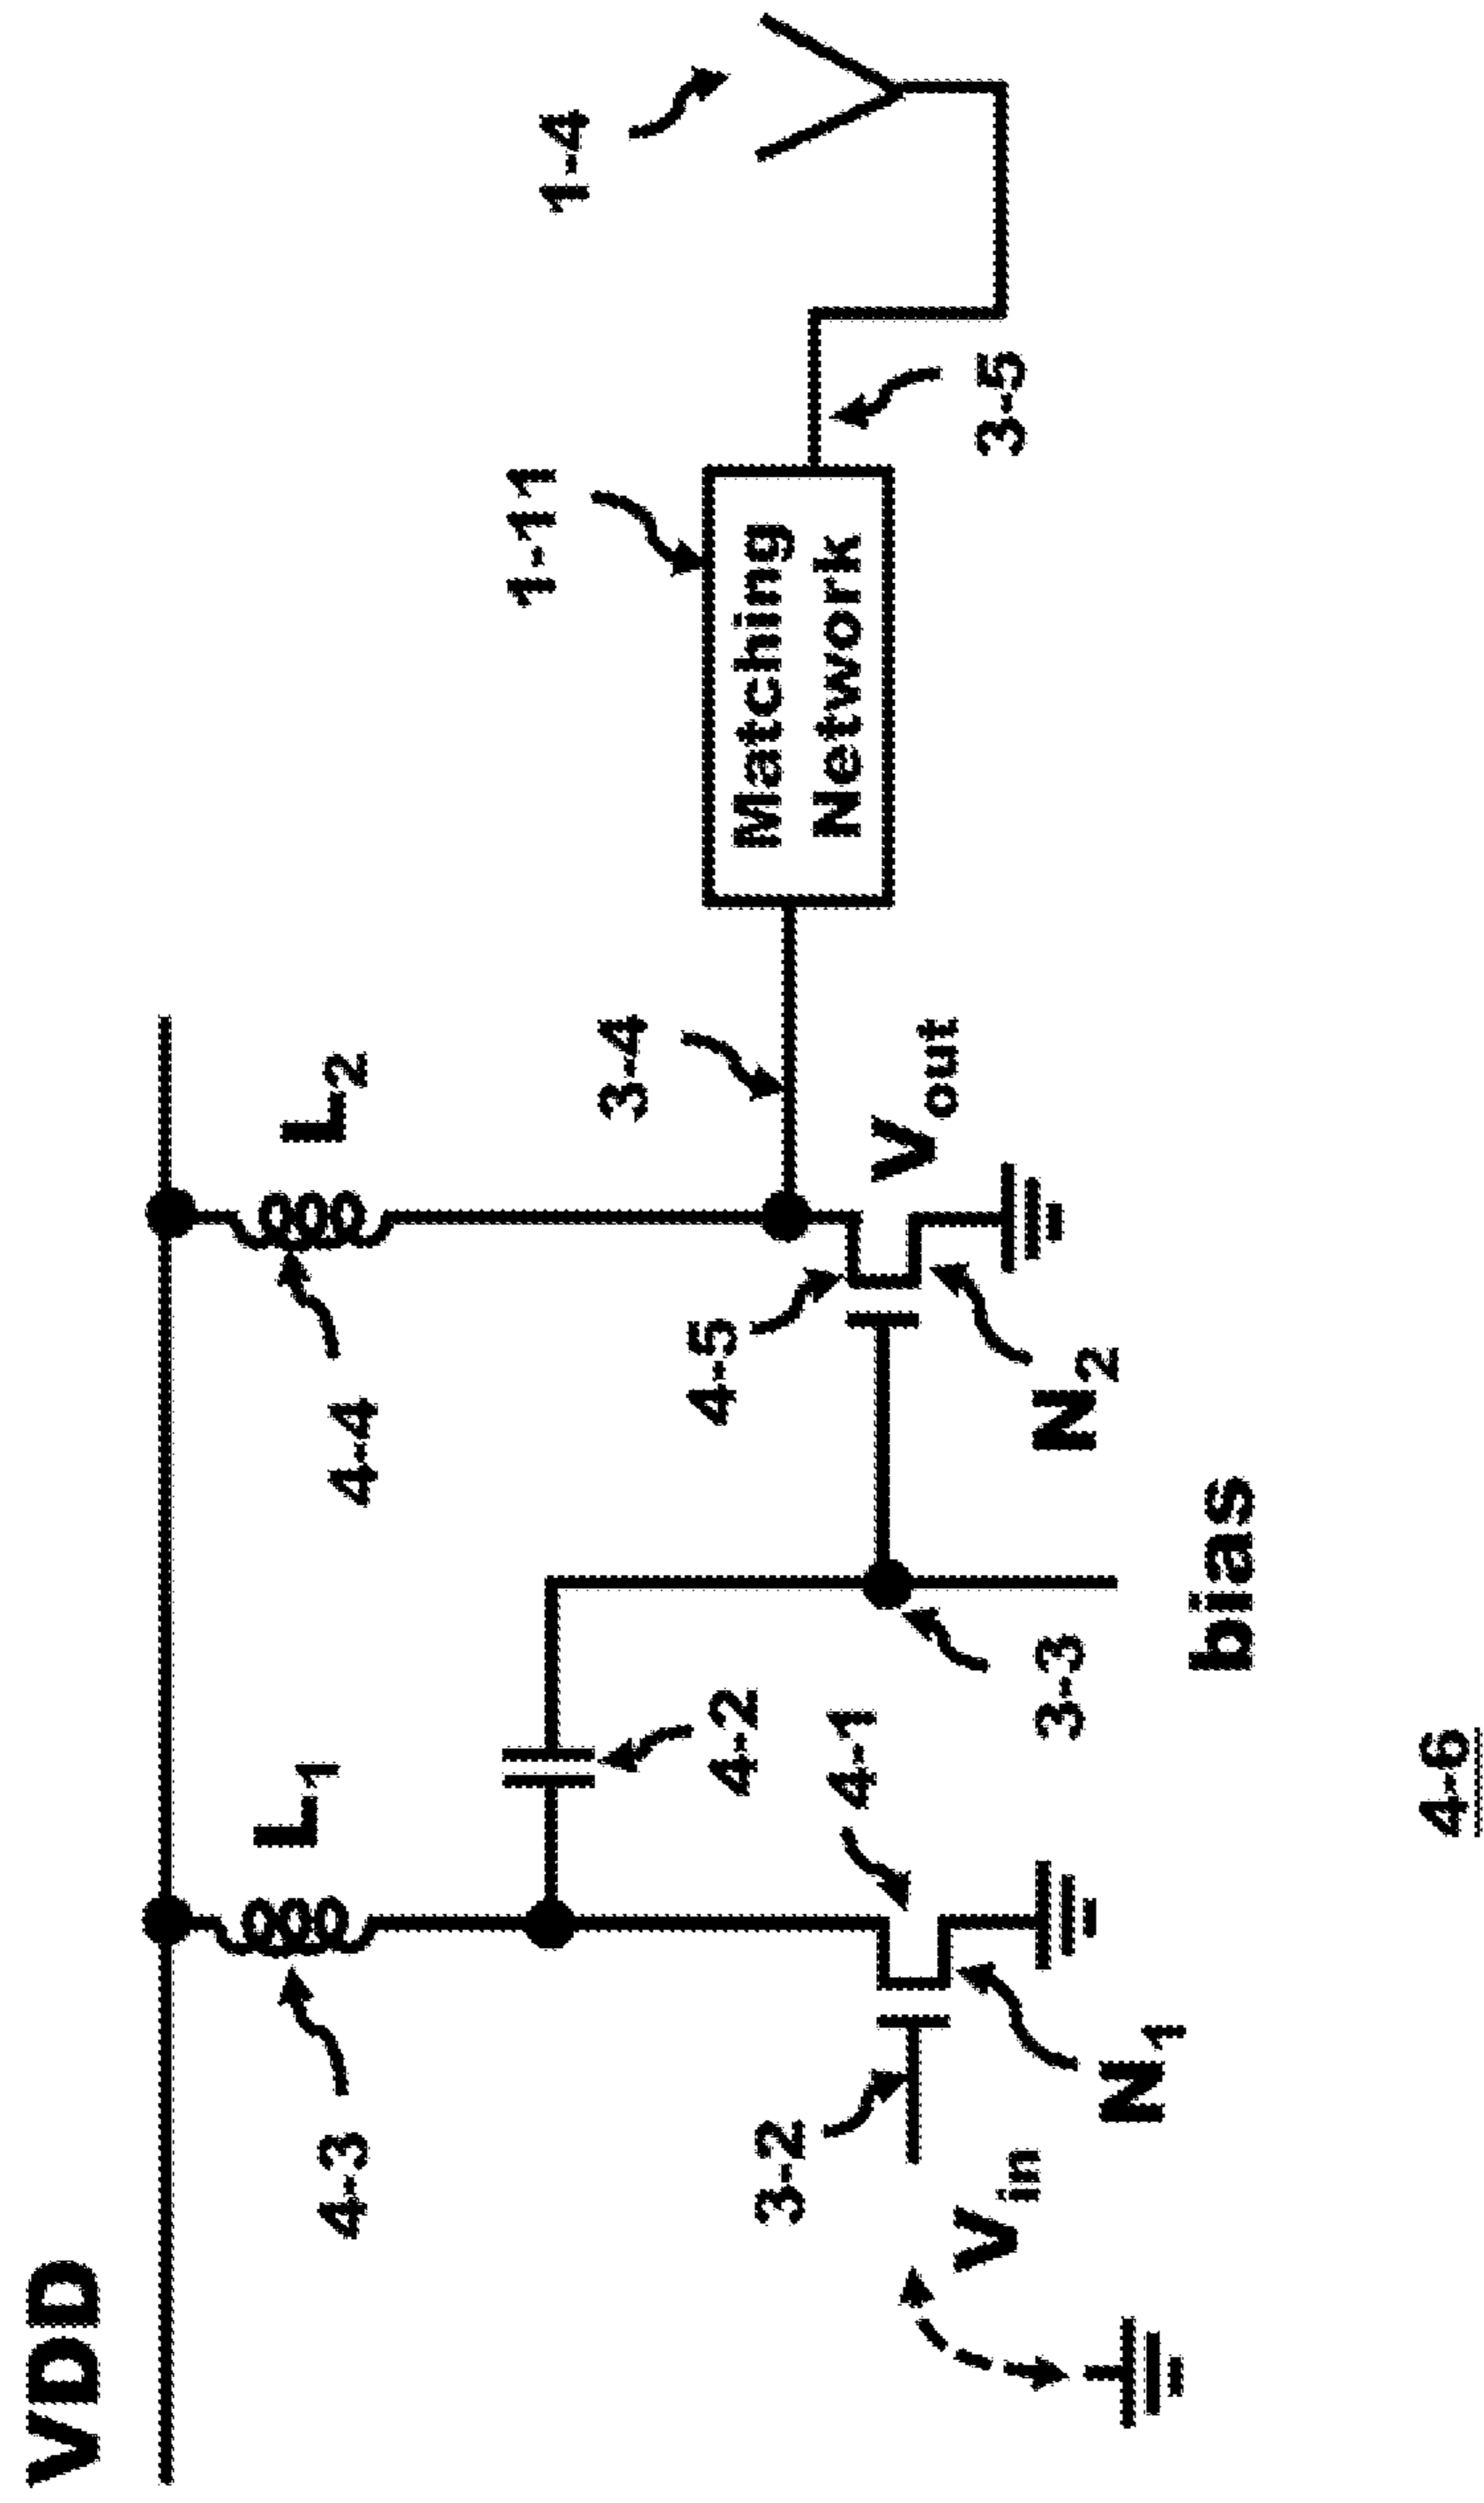 VDD
4-3
L1
4-4
L2
1-11
1-4
4-2
4-5
3-4
Matching
Network
3-2
4-1
Vin
N1
3-3
N2
Vout
3-5
bias
4-6